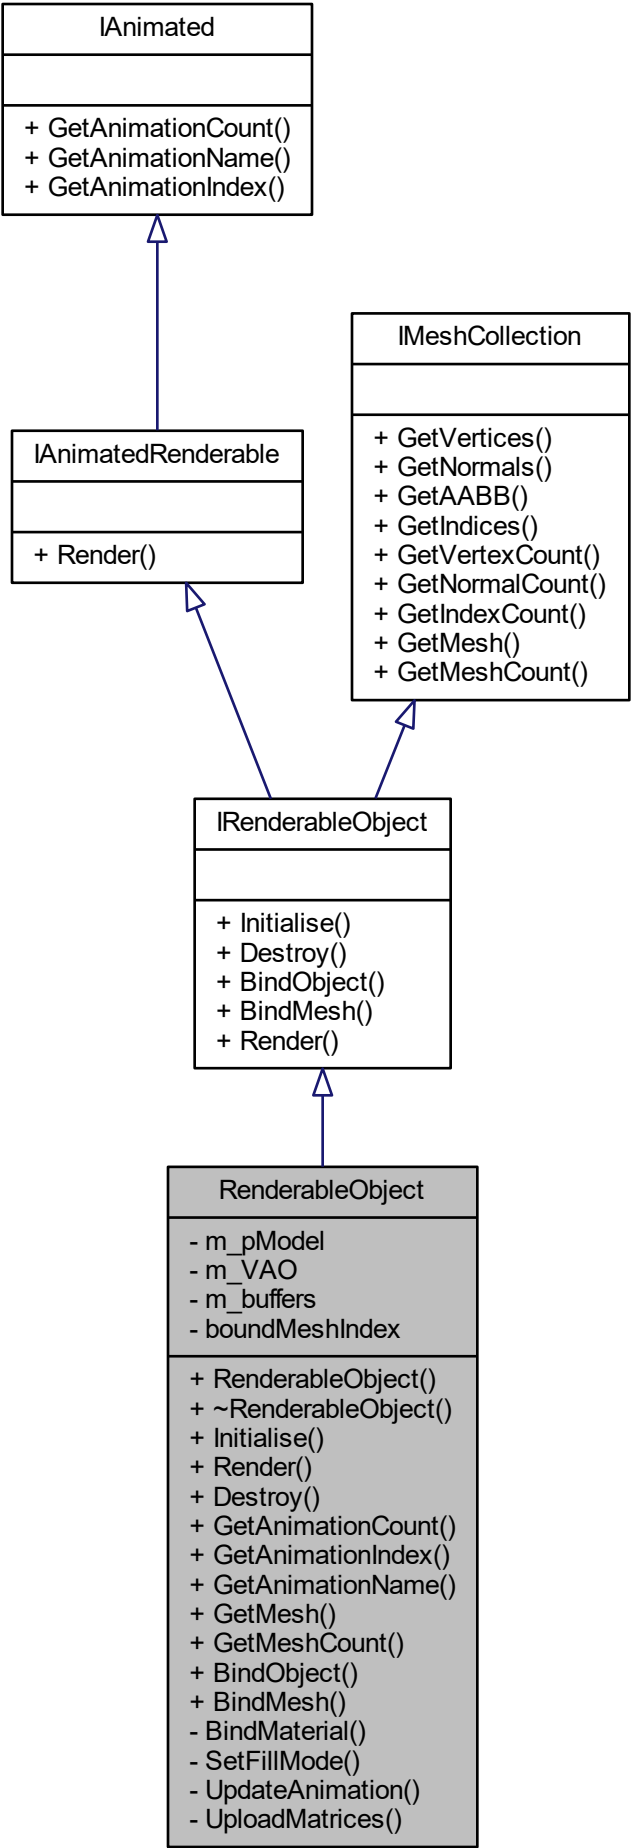 IAnimated
+ GetAnimationCount()
+ GetAnimationName()
+ GetAnimationIndex()
IMeshCollection
+ GetVertices()
+ GetNormals()
+ GetAABB()
+ GetIndices()
+ GetVertexCount()
+ GetNormalCount()
+ GetIndexCount()
+ GetMesh()
+ GetMeshCount()
IAnimatedRenderable
+ Render()
IRenderableObject
+ Initialise()
+ Destroy()
+ BindObject()
+ BindMesh()
+ Render()
RenderableObject
- m_pModel
- m_VAO
- m_buffers
- boundMeshIndex
+ RenderableObject()
+ ~RenderableObject()
+ Initialise()
+ Render()
+ Destroy()
+ GetAnimationCount()
+ GetAnimationIndex()
+ GetAnimationName()
+ GetMesh()
+ GetMeshCount()
+ BindObject()
+ BindMesh()
- BindMaterial()
- SetFillMode()
- UpdateAnimation()
- UploadMatrices()